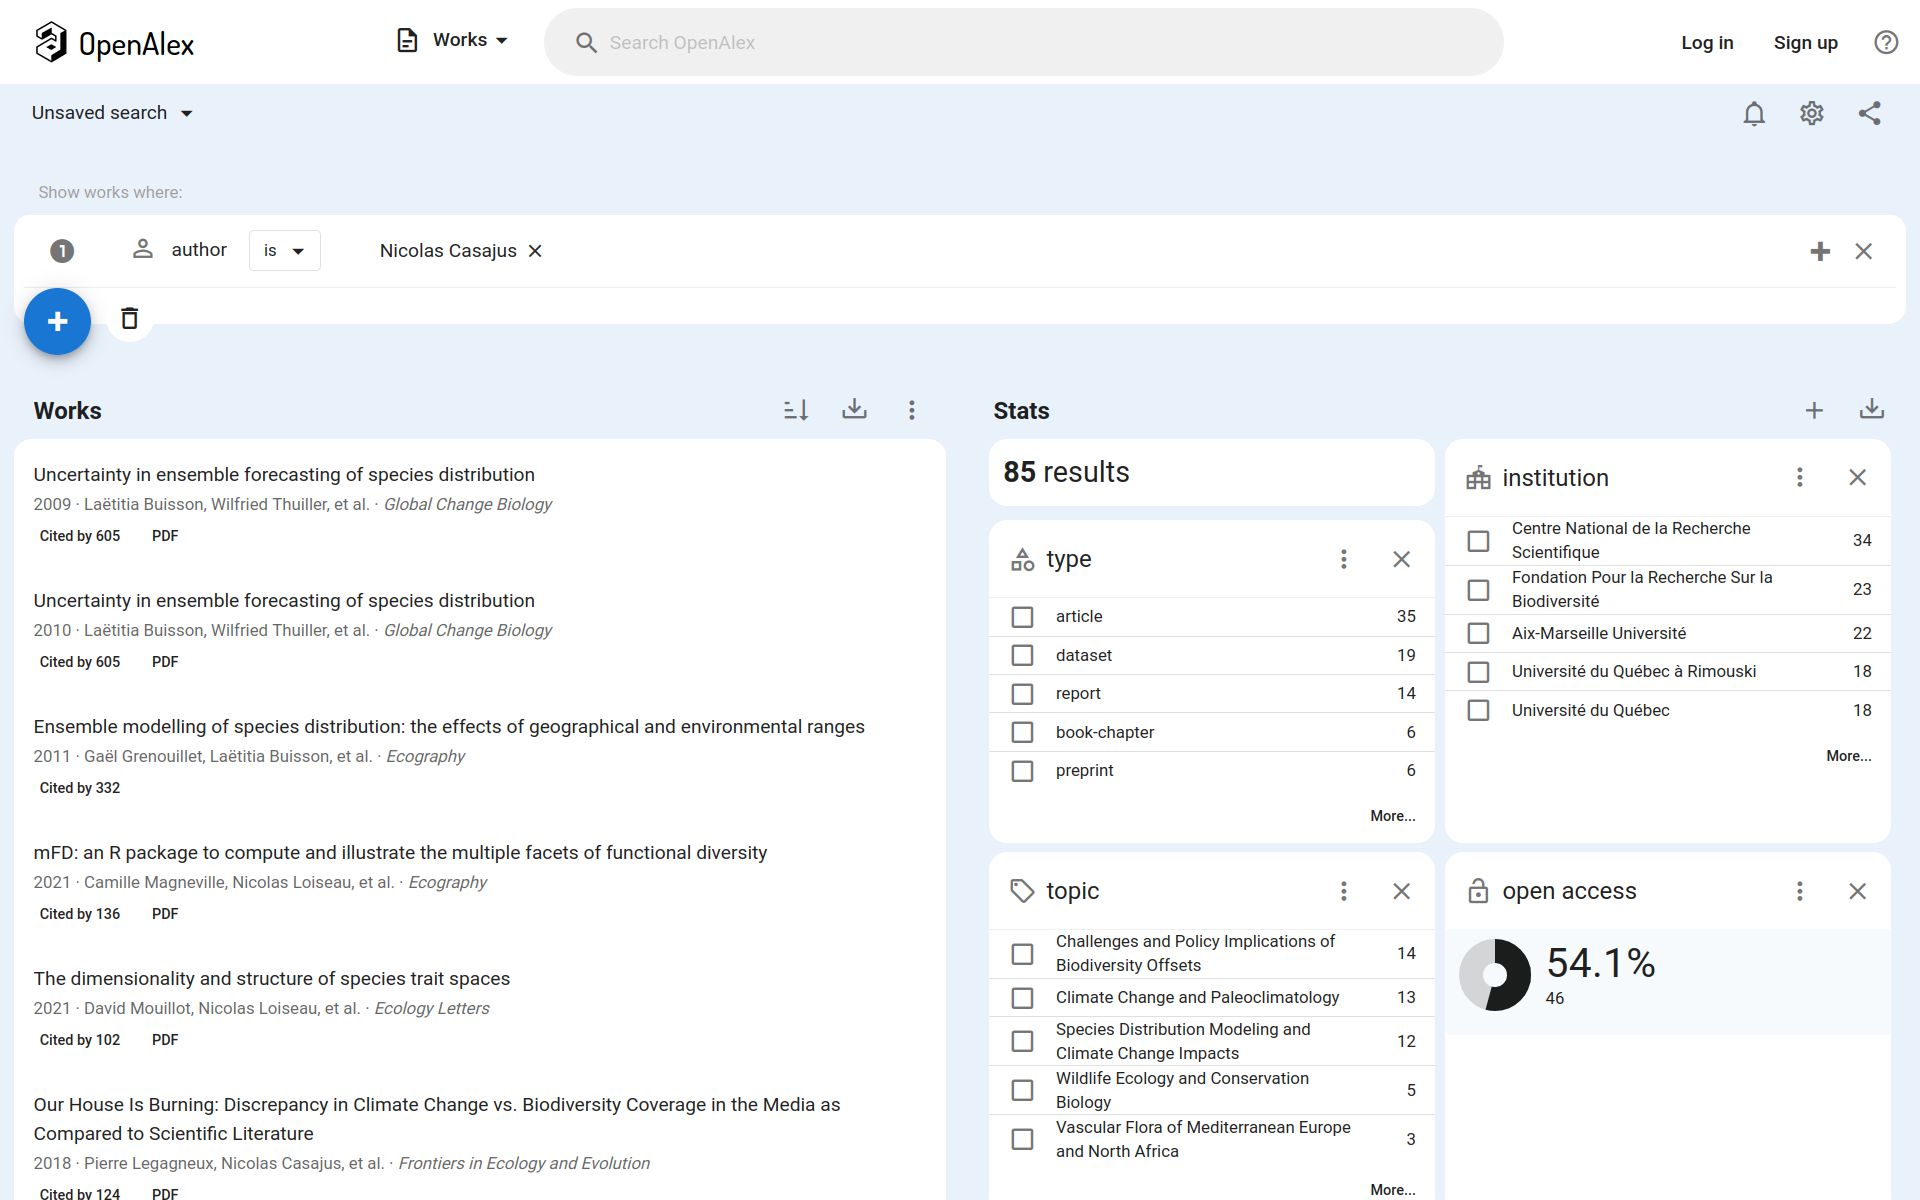 OpenAlex
Works
Search OpenAlex
Log in
Sign up
Unsaved search
Show works where:
1
author
is
Nicolas Casajus
Works
Uncertainty in ensemble forecasting of species distribution
2009 · Laëtitia Buisson, Wilfried Thuiller, et al. · Global Change Biology
Cited by 605 PDF
Uncertainty in ensemble forecasting of species distribution
2010 · Laëtitia Buisson, Wilfried Thuiller, et al. · Global Change Biology
Cited by 605 PDF
Ensemble modelling of species distribution: the effects of geographical and environmental ranges
2011 · Gaël Grenouillet, Laëtitia Buisson, et al. · Ecography
Cited by 332
mFD: an R package to compute and illustrate the multiple facets of functional diversity
2021 · Camille Magneville, Nicolas Loiseau, et al. · Ecography
Cited by 136 PDF
The dimensionality and structure of species trait spaces
2021 · David Mouillot, Nicolas Loiseau, et al. · Ecology Letters
Cited by 102 PDF
Our House Is Burning: Discrepancy in Climate Change vs. Biodiversity Coverage in the Media as
Compared to Scientific Literature
2018 · Pierre Legagneux, Nicolas Casajus, et al. · Frontiers in Ecology and Evolution
Cited by 124 PDF
Stats
85 results
type
article 35
dataset 19
report 14
book-chapter 6
preprint 6
More...
institution
Centre National de la Recherche
Scientifique 34
Fondation Pour la Recherche Sur la
Biodiversité 23
Aix-Marseille Université 22
Université du Québec à Rimouski 18
Université du Québec 18
More...
topic
Challenges and Policy Implications of
Biodiversity Offsets 14
Climate Change and Paleoclimatology 13
Species Distribution Modeling and
Climate Change Impacts 12
Wildlife Ecology and Conservation
Biology 5
Vascular Flora of Mediterranean Europe
and North Africa 3
More...
open access
54.1%
46